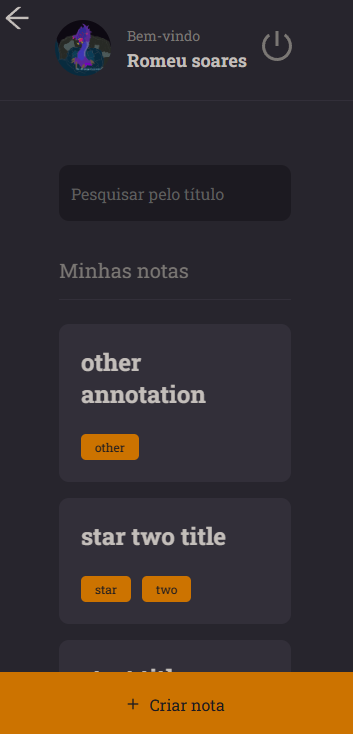 Bem-vindo
Romeu soares
Pesquisar pelo título
Minhas notas
other
annotation
other
star two title
star two
+ Criar nota